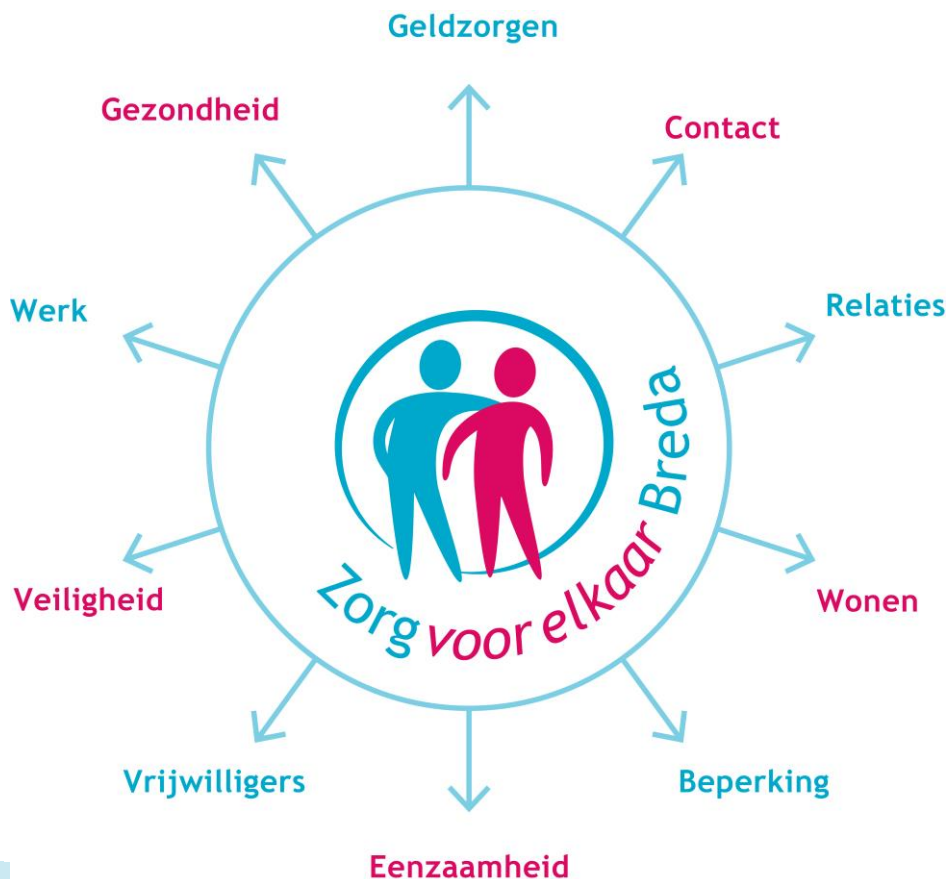 Geldzorgen
Gezondheid
Contact
Werk
Relaties
Zorg voor elkaar Breda
Veiligheid
Wonen
Vrijwilligers
Beperking
Eenzaamheid